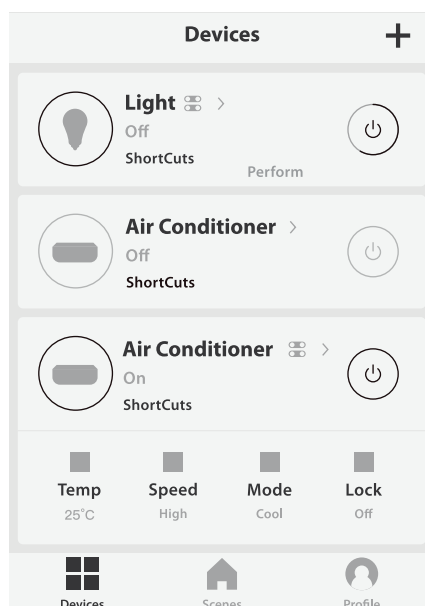 Devices
Light
Off
ShortCuts
Perform
Air Conditioner
Off
ShortCuts
Air Conditioner
On
ShortCuts
Temp Speed Mode Lock
25°C High Cool Off
Devices Scenes Profile